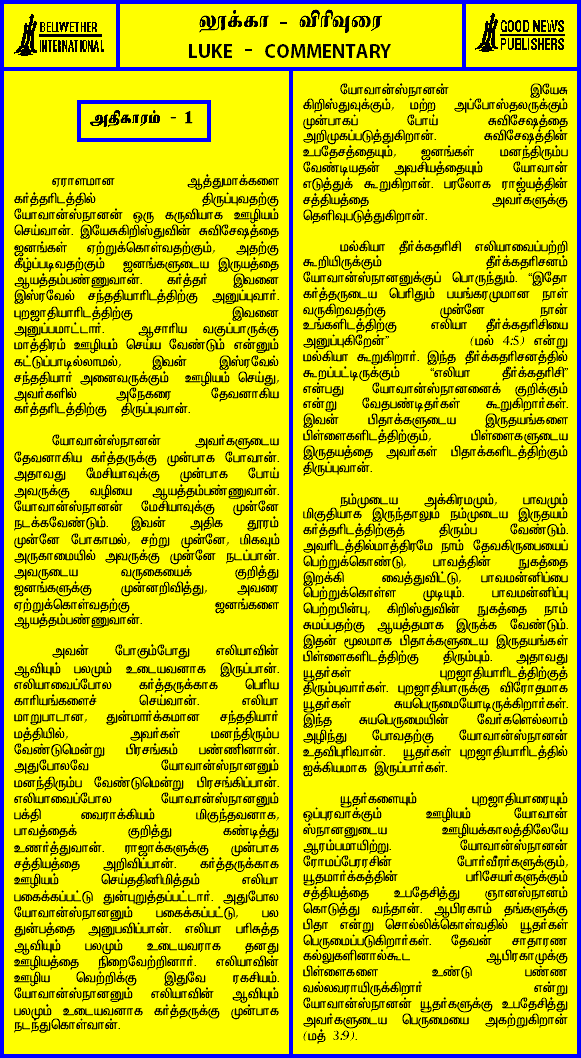 BELLWETHER
INTERNATIONAL
லூக்கா - விரிவுரை
LUKE - COMMENTARY
GOOD NEWS
PUBLISHERS
அதிகாரம் - 1
ஏராளமான ஆத்துமாக்களை
கர்த்தரிடத்தில் திருப்புவதற்கு
யோவான்ஸ்நானன் ஒரு கருவியாக ஊழியம்
செய்வான். இயேசுகிறிஸ்துவின் சுவிசேஷத்தை
ஜனங்கள் ஏற்றுக்கொள்வதற்கும், அதற்கு
கீழ்ப்படிவதற்கும் ஜனங்களுடைய இருயத்தை
ஆயத்தம்பண்ணுவான். கர்த்தர் இவனை
இஸ்ரவேல் சந்ததியாரிடத்திற்கு அனுப்புவார்.
புறஜாதியாரிடத்திற்கு இவனை
அனுப்பமாட்டார். ஆசாரிய வகுப்பாருக்கு
மாத்திரம் ஊழியம் செய்ய வேண்டும் என்னும்
கட்டுப்பாடில்லாமல், இவன் இஸ்ரவேல்
சந்ததியார் அனைவருக்கும் ஊழியம் செய்து,
அவர்களில் அநேகரை தேவனாகிய
கர்த்தரிடத்திற்கு திருப்புவான்.
யோவான்ஸ்நானன் அவர்களுடைய
தேவனாகிய கர்த்தருக்கு முன்பாக போவான்.
அதாவது மேசியாவுக்கு முன்பாக போய்
அவருக்கு வழியை ஆயத்தம்பண்ணுவான்.
யோவான்ஸ்நானன் மேசியாவுக்கு முன்னே
நடக்கவேண்டும். இவன் அதிக தூரம்
முன்னே போகாமல், சற்று முன்னே, மிகவும்
அருகாமையில் அவருக்கு முன்னே நடப்பான்.
அவருடைய வருகையைக் குறித்து
ஜனங்களுக்கு முன்னறிவித்து, அவரை
ஏற்றுக்கொள்வதற்கு ஜனங்களை
ஆயத்தம்பண்ணுவான்.
அவன் போகும்போது எலியாவின்
ஆவியும் பலமும் உடையவனாக இருப்பான்.
எலியாவைப்போல கர்த்தருக்காக பெரிய
காரியங்களைச் செய்வான். எலியா
மாறுபாடான, துன்மார்க்கமான சந்ததியார்
மத்தியில், அவர்கள் மனந்திரும்ப
வேண்டுமென்று பிரசங்கம் பண்ணினான்.
அதுபோலவே யோவான்ஸ்நானனும்
மனந்திரும்ப வேண்டுமென்று பிரசங்கிப்பான்.
எலியாவைப்போல யோவான்ஸ்நானனும்
பக்தி வைராக்கியம் மிகுந்தவனாக,
பாவத்தைக் குறித்து கண்டித்து
உணர்த்துவான். ராஜாக்களுக்கு முன்பாக
சத்தியத்தை அறிவிப்பான். கர்த்தருக்காக
ஊழியம் செய்ததினிமித்தம் எலியா
பகைக்கப்பட்டு துன்புறுத்தப்பட்டார். அதுபோல
யோவான்ஸ்நானனும் பகைக்கப்பட்டு, பல
துன்பத்தை அனுபவிப்பான். எலியா பரிசுத்த
ஆவியும் பலமும் உடையவராக தனது
ஊழியத்தை நிறைவேற்றினார். எலியாவின்
ஊழிய வெற்றிக்கு இதுவே ரகசியம்.
யோவான்ஸ்நானனும் எலியாவின் ஆவியும்
பலமும் உடையவனாக கர்த்தருக்கு முன்பாக
நடந்துகொள்வான்.
யோவான்ஸ்நானன் இயேசு
கிறிஸ்துவுக்கும், மற்ற அப்போஸ்தலருக்கும்
முன்பாகப் போய் சுவிசேஷத்தை
அறிமுகப்படுத்துகிறான். சுவிசேஷத்தின்
உபதேசத்தையும், ஜனங்கள் மனந்திரும்ப
வேண்டியதன் அவசியத்தையும் யோவான்
எடுத்துக் கூறுகிறான். பரலோக ராஜ்யத்தின்
சத்தியத்தை அவர்களுக்கு
தெளிவுபடுத்துகிறான்.
மல்கியா தீர்க்கதரிசி எலியாவைப்பற்றி
கூறியிருக்கும் தீர்க்கதரிசனம்
யோவான்ஸ்நானனுக்குப் பொருந்தும். "இதோ
கர்த்தருடைய பெரிதும் பயங்கரமுமான நாள்
வருகிறவதற்கு முன்னே நான்
உங்களிடத்திற்கு எலியா தீர்க்கதரிசியை
அனுப்புகிறேன்" (மல் 4:5) என்று
மல்கியா கூறுகிறார். இந்த தீர்க்கதரிசனத்தில்
கூறப்பட்டிருக்கும் "எலியா தீர்க்கதரிசி"
என்பது யோவான்ஸ்நானனைக் குறிக்கும்
என்று வேதபண்டிதர்கள் கூறுகிறார்கள்.
இவன் பிதாக்களுடைய இருதயங்களை
பிள்ளைகளிடத்திற்கும், பிள்ளைகளுடைய
இருதயத்தை அவர்கள் பிதாக்களிடத்திற்கும்
திருப்புவான்.
நம்முடைய அக்கிரமமும், பாவமும்
மிகுதியாக இருந்தாலும் நம்முடைய இருதயம்
கர்த்தரிடத்திற்குத் திரும்ப வேண்டும்.
அவரிடத்தில்மாத்திரமே நாம் தேவகிருபையைப்
பெற்றுக்கொண்டு, பாவத்தின் நுகத்தை
இறக்கி வைத்துவிட்டு, பாவமன்னிப்பை
பெற்றுக்கொள்ள முடியும். பாவமன்னிப்பு
பெற்றபின்பு, கிறிஸ்துவின் நுகத்தை நாம்
சுமப்பதற்கு ஆயத்தமாக இருக்க வேண்டும்.
இதன் மூலமாக பிதாக்களுடைய இருதயங்கள்
பிள்ளைகளிடத்திற்கு திரும்பும். அதாவது
யூதர்கள் புறஜாதியாரிடத்திற்குத்
திரும்புவார்கள். புறஜாதியாருக்கு விரோதமாக
யூதர்கள் சுயபெருமையோடிருக்கிறார்கள்.
இந்த சுயபெருமையின் வேர்களெல்லாம்
அழிந்து போவதற்கு யோவான்ஸ்நானன்
உதவிபுரிவான். யூதர்கள் புறஜாதியாரிடத்தில்
ஐக்கியமாக இருப்பார்கள்.
யூதர்களையும் புறஜாதியாரையும்
ஒப்புரவாக்கும் ஊழியம் யோவான்
ஸ்நானனுடைய ஊழியக்காலத்திலேயே
ஆரம்பமாயிற்று. யோவான்ஸ்நானன்
ரோமப்பேரரசின் போர்வீரர்களுக்கும்,
யூதமார்க்கத்தின் பரிசேயர்களுக்கும்
சத்தியத்தை உபதேசித்து ஞானஸ்நானம்
கொடுத்து வந்தான். ஆபிரகாம் தங்களுக்கு
பிதா என்று சொல்லிக்கொள்வதில் யூதர்கள்
பெருமைப்படுகிறார்கள். தேவன் சாதாரண
கல்லுகளினால்கூட ஆபிரகாமுக்கு
பிள்ளைகளை உண்டு பண்ண
வல்லவராயிருக்கிறார் என்று
யோவான்ஸ்நானன் யூதர்களுக்கு உபதேசித்து
அவர்களுடைய பெருமையை அகற்றுகிறான்
(மத் 3:9).